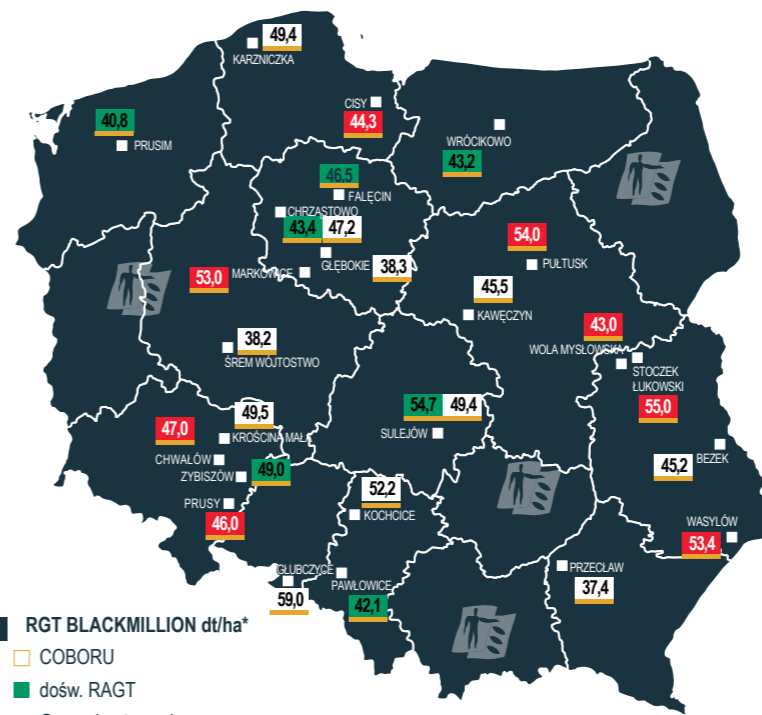 49,4
KARZNICZKA
CISY
44,3
40,8
PRUSIM
WRÓCIKOWO
43,2
46,5
FALĘCIN
CHRZĄSTOWO
43,4 47,2
GŁĘBOKIE
38,3
53,0
MARKOWICE
54,0
PUŁTUSK
45,5
KAWĘCZYN
43,0
WOLA MYSŁOWSKA
STOCZEK
ŁUKOWSKI
55,0
38,2
ŚREM WÓJTOSTWO
54,7 49,4
SULEJÓW
49,5
47,0
KROŚCINA MAŁA
CHWAŁÓW
ZYBISZÓW
49,0
PRUSY
46,0
BEZEK
45,2
52,2
KOCHCICE
WASYLÓW
53,4
GŁUBCZYCE
59,0
PAWŁOWICE
42,1
PRZECŁAW
37,4
RGT BLACKMILLION dt/ha*
COBORU
dośw. RAGT